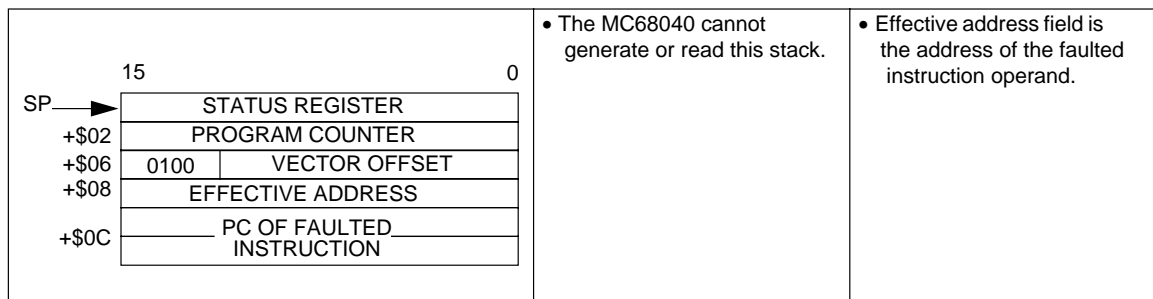 15 0
SP STATUS REGISTER
+$02 PROGRAM COUNTER
+$06 0100 VECTOR OFFSET
+$08 EFFECTIVE ADDRESS
+$0C PC OF FAULTED
INSTRUCTION
• The MC68040 cannot
generate or read this stack.
• Effective address field is
the address of the faulted
instruction operand.